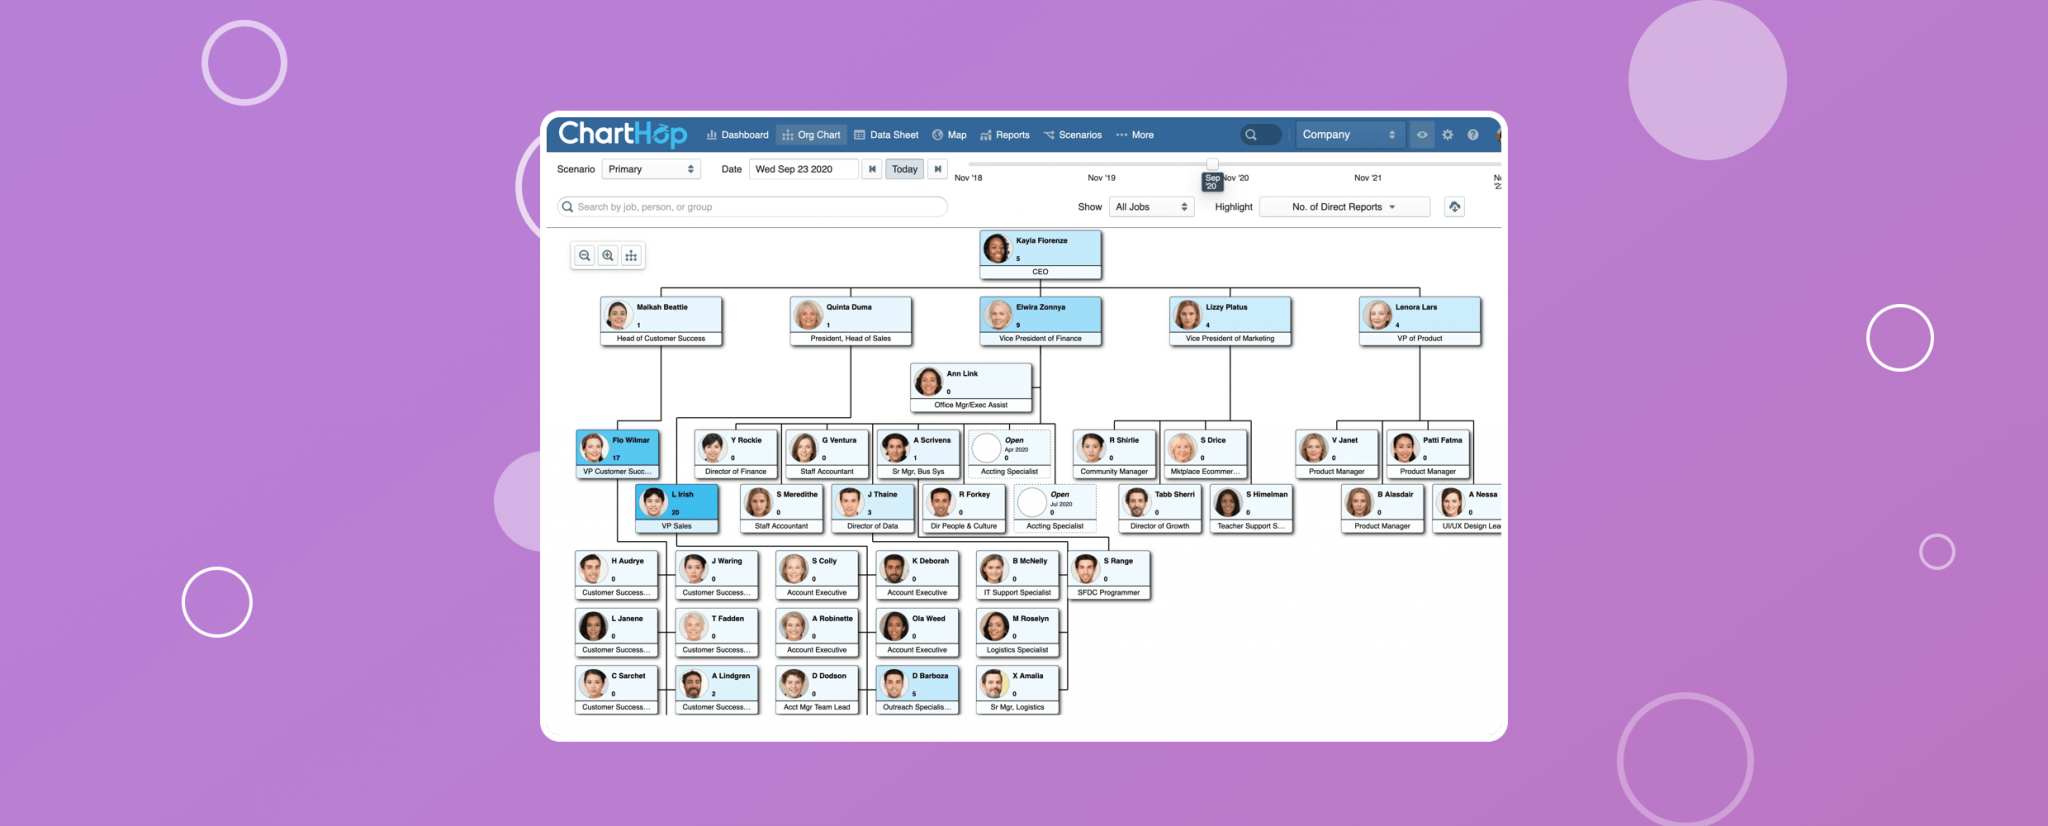 ChartHop Dashboard Org Chart Data Sheet Map Reports Scenarios More Company
Scenario Primary Date Wed Sep 23 2020 Today
Nov '18 Nov '19 Sep '20 Nov '20 Nov '21
Search by job, person, or group Show All Jobs Highlight No. of Direct Reports
Kayla Fiorenze
5
CEO
Malkah Beattie
1
Head of Customer Success
Quinta Duma
1
President, Head of Sales
Elwira Zonnya
9
Vice President of Finance
Lizzy Platus
4
Vice President of Marketing
Lenora Lars
4
VP of Product
Ann Link
0
Office Mgr/Exec Assist
Flo Wilmar
17
VP Customer Succ...
Y Rockie
0
Director of Finance
G Ventura
0
Staff Accountant
A Scrivens
1
Sr Mgr, Bus Sys
Open
Apr 2020
0
Accting Specialist
R Shirlie
0
Community Manager
S Drice
0
Mktplace Ecommer...
V Janet
0
Product Manager
Patti Fatma
0
Product Manager
L Irish
20
VP Sales
S Meredithe
0
Staff Accountant
J Thaine
3
Director of Data
R Forkey
0
Dir People & Culture
Open
Jul 2020
0
Accting Specialist
Tabb Sherri
0
Director of Growth
S Himelman
0
Teacher Support S...
B Alasdair
0
Product Manager
A Nessa
0
UI/UX Design Lea
H Audrye
0
Customer Success...
J Waring
0
Customer Success...
S Colly
0
Account Executive
K Deborah
0
Account Executive
B McNelly
0
IT Support Specialist
S Range
0
SFDC Programmer
L Janene
0
Customer Success...
T Fadden
0
Customer Success...
A Robinette
0
Account Executive
Ola Weed
0
Account Executive
M Roselyn
0
Logistics Specialist
C Sarchet
0
Customer Success...
A Lindgren
2
Customer Success...
D Dodson
0
Acct Mgr Team Lead
D Barboza
5
Outreach Specialis...
X Amalia
0
Sr Mgr, Logistics